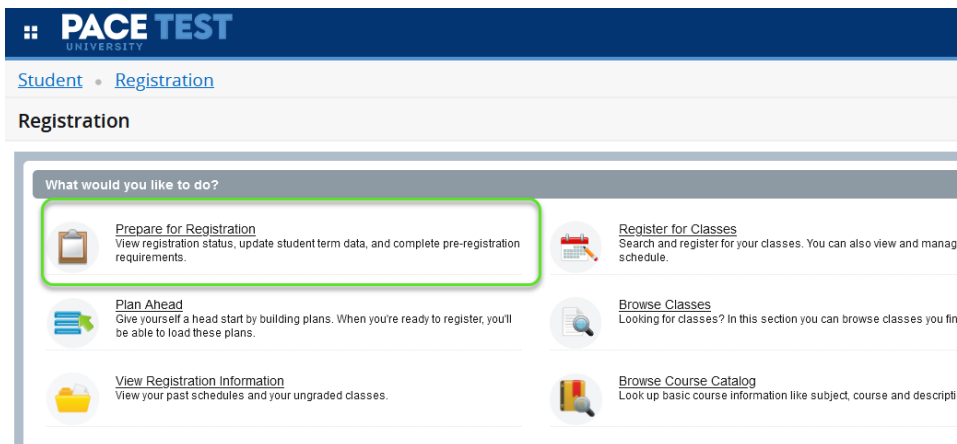 PACE TEST
UNIVERSITY
Student • Registration
Registration
What would you like to do?
Prepare for Registration
View registration status, update student term data, and complete pre-registration
requirements.
Register for Classes
Search and register for your classes. You can also view and manag
schedule.
Plan Ahead
Give yourself a head start by building plans. When you're ready to register, you'll
be able to load these plans.
Browse Classes
Looking for classes? In this section you can browse classes you fin
View Registration Information
View your past schedules and your ungraded classes.
Browse Course Catalog
Look up basic course information like subject, course and descripti